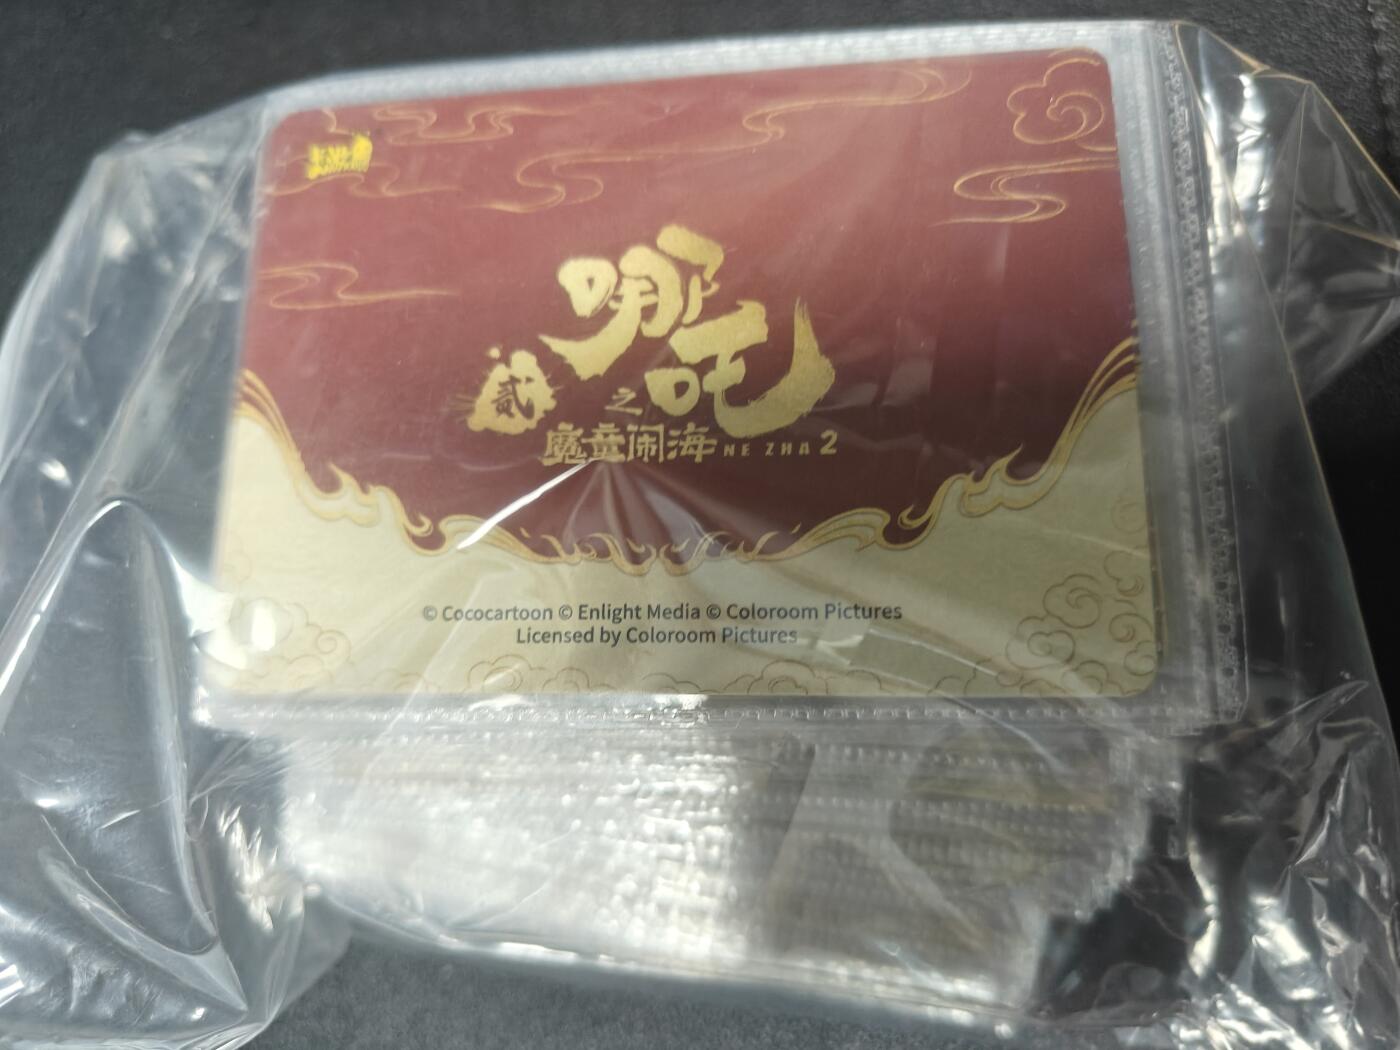 哪吒
贰
之
魔童闹海 NE ZHA 2
© Cococartoon © Enlight Media © Coloroom Pictures
Licensed by Coloroom Pictures